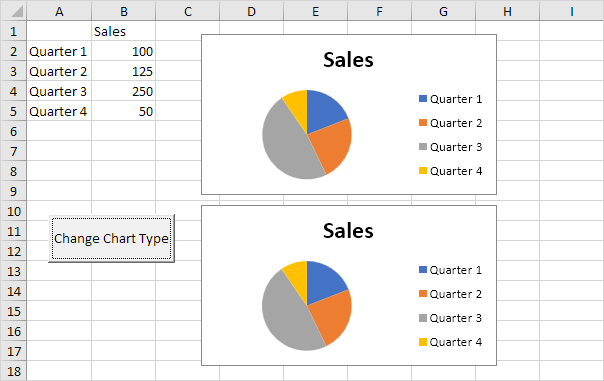 A B C D E F G H I
1 Sales
2 Quarter 1 100
3 Quarter 2 125
4 Quarter 3 250
5 Quarter 4 50
6
7
8
9
10
11
12
13
14
15
16
17
18
Sales
Quarter 1
Quarter 2
Quarter 3
Quarter 4
Change Chart Type
Sales
Quarter 1
Quarter 2
Quarter 3
Quarter 4